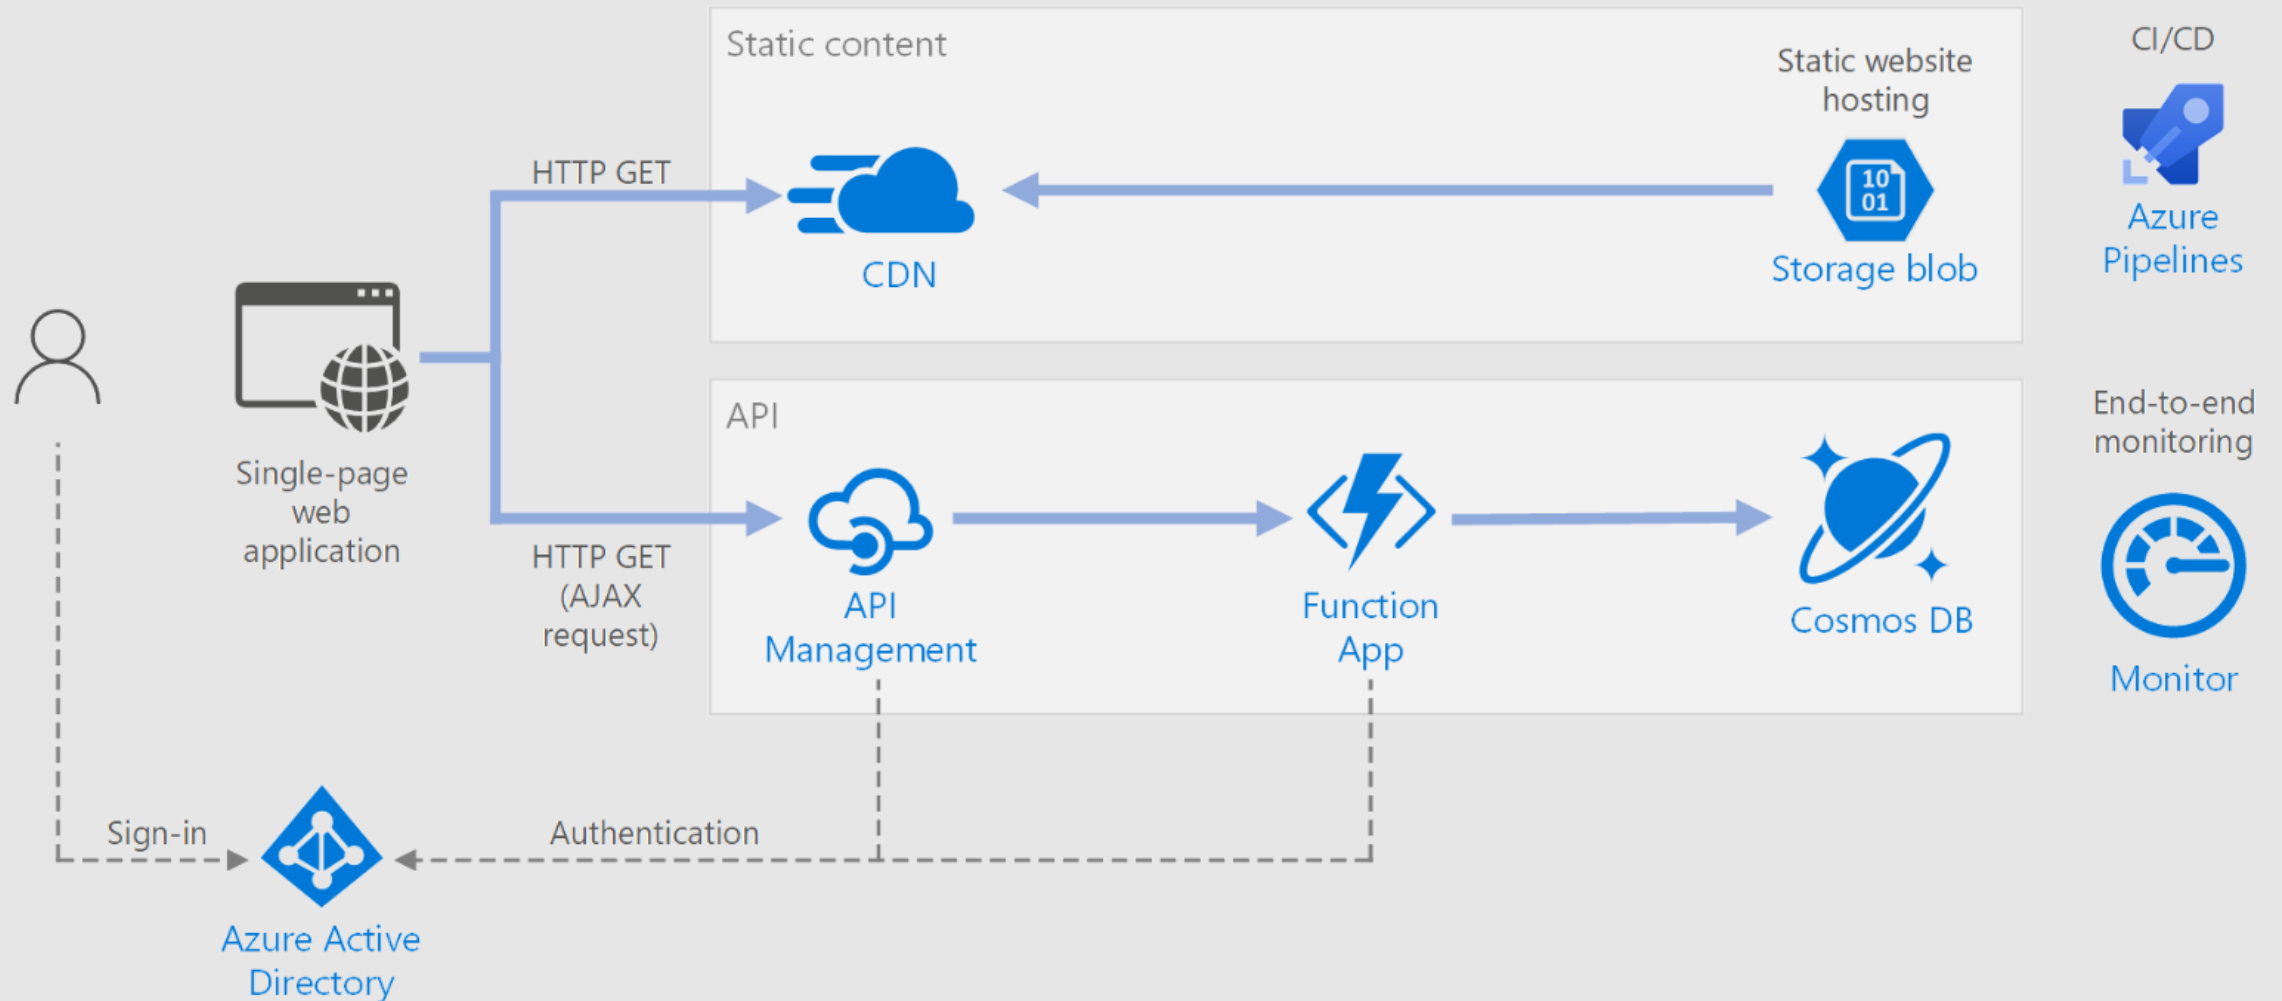 Static content
Static website
hosting
CI/CD
HTTP GET
10
01
CDN
Storage blob
Azure
Pipelines
Single-page
web
application
API
HTTP GET
(AJAX
request)
API
Management
Function
App
Cosmos DB
End-to-end
monitoring
Monitor
Sign-in
Authentication
Azure Active
Directory